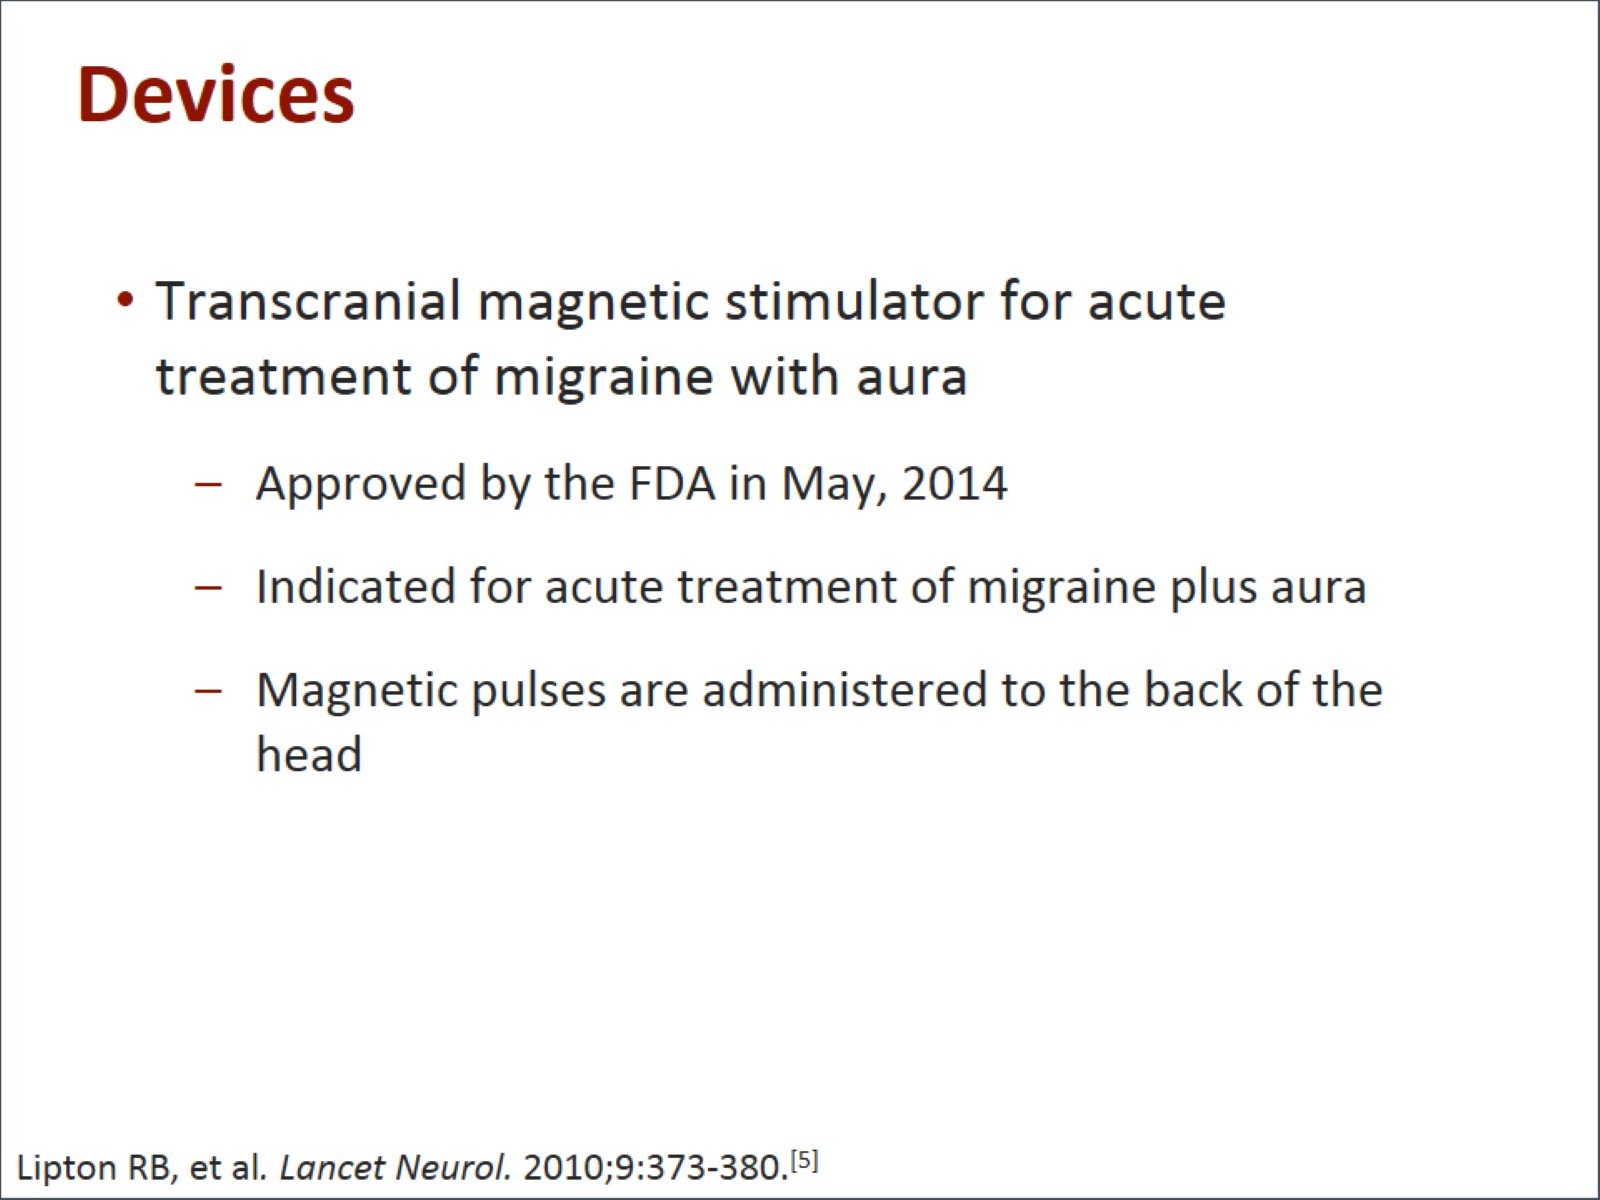 Devices
• Transcranial magnetic stimulator for acute
treatment of migraine with aura
– Approved by the FDA in May, 2014
– Indicated for acute treatment of migraine plus aura
– Magnetic pulses are administered to the back of the
head
Lipton RB, et al. Lancet Neurol. 2010;9:373-380.[5]